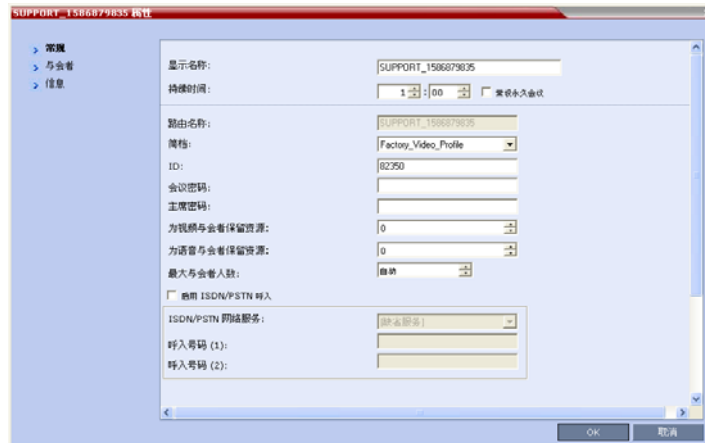 SUPPORT_1586879835 属性
常规
与会者
信息
显示名称: SUPPORT_1586879835
持续时间: 1 : 00 常设永久会议
路由名称: SUPPORT_1586879835
简档: Factory_Video_Profile
ID: 82350
会议密码:
主席密码:
为视频与会者保留资源: 0
为语音与会者保留资源: 0
最大与会者人数: 自动
启用 ISDN/PSTN 呼入
ISDN/PSTN 网络服务: [缺省服务]
呼入号码 (1):
呼入号码 (2):
OK 取消